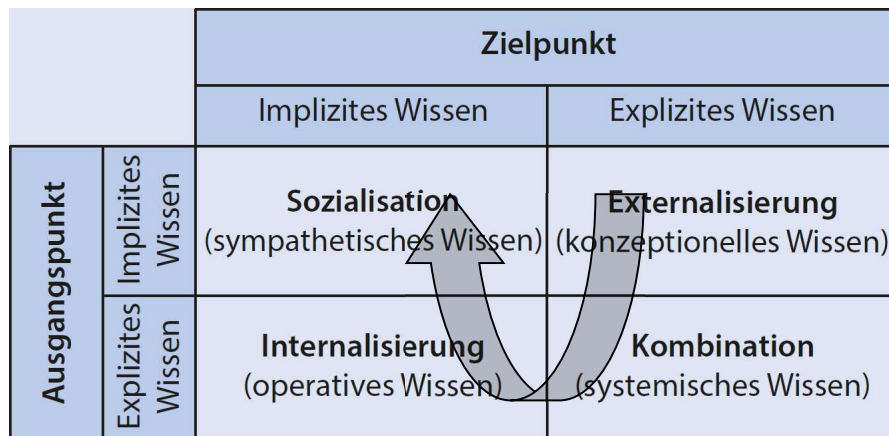 Zielpunkt
Implizites Wissen
Explizites Wissen
Ausgangspunkt
Implizites
Wissen
Sozialisation
(sympathetisches Wissen)
Externalisierung
(konzeptionelles Wissen)
Explizites
Wissen
Internalisierung
(operatives Wissen)
Kombination
(systemisches Wissen)